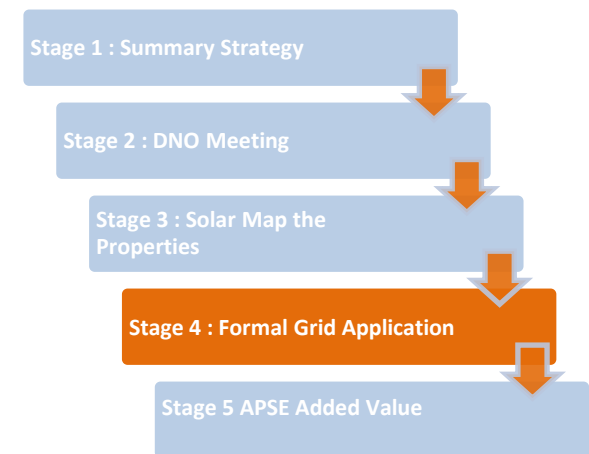 Stage 1 : Summary Strategy
Stage 2 : DNO Meeting
Stage 3 : Solar Map the
Properties
Stage 4 : Formal Grid Application
Stage 5 APSE Added Value